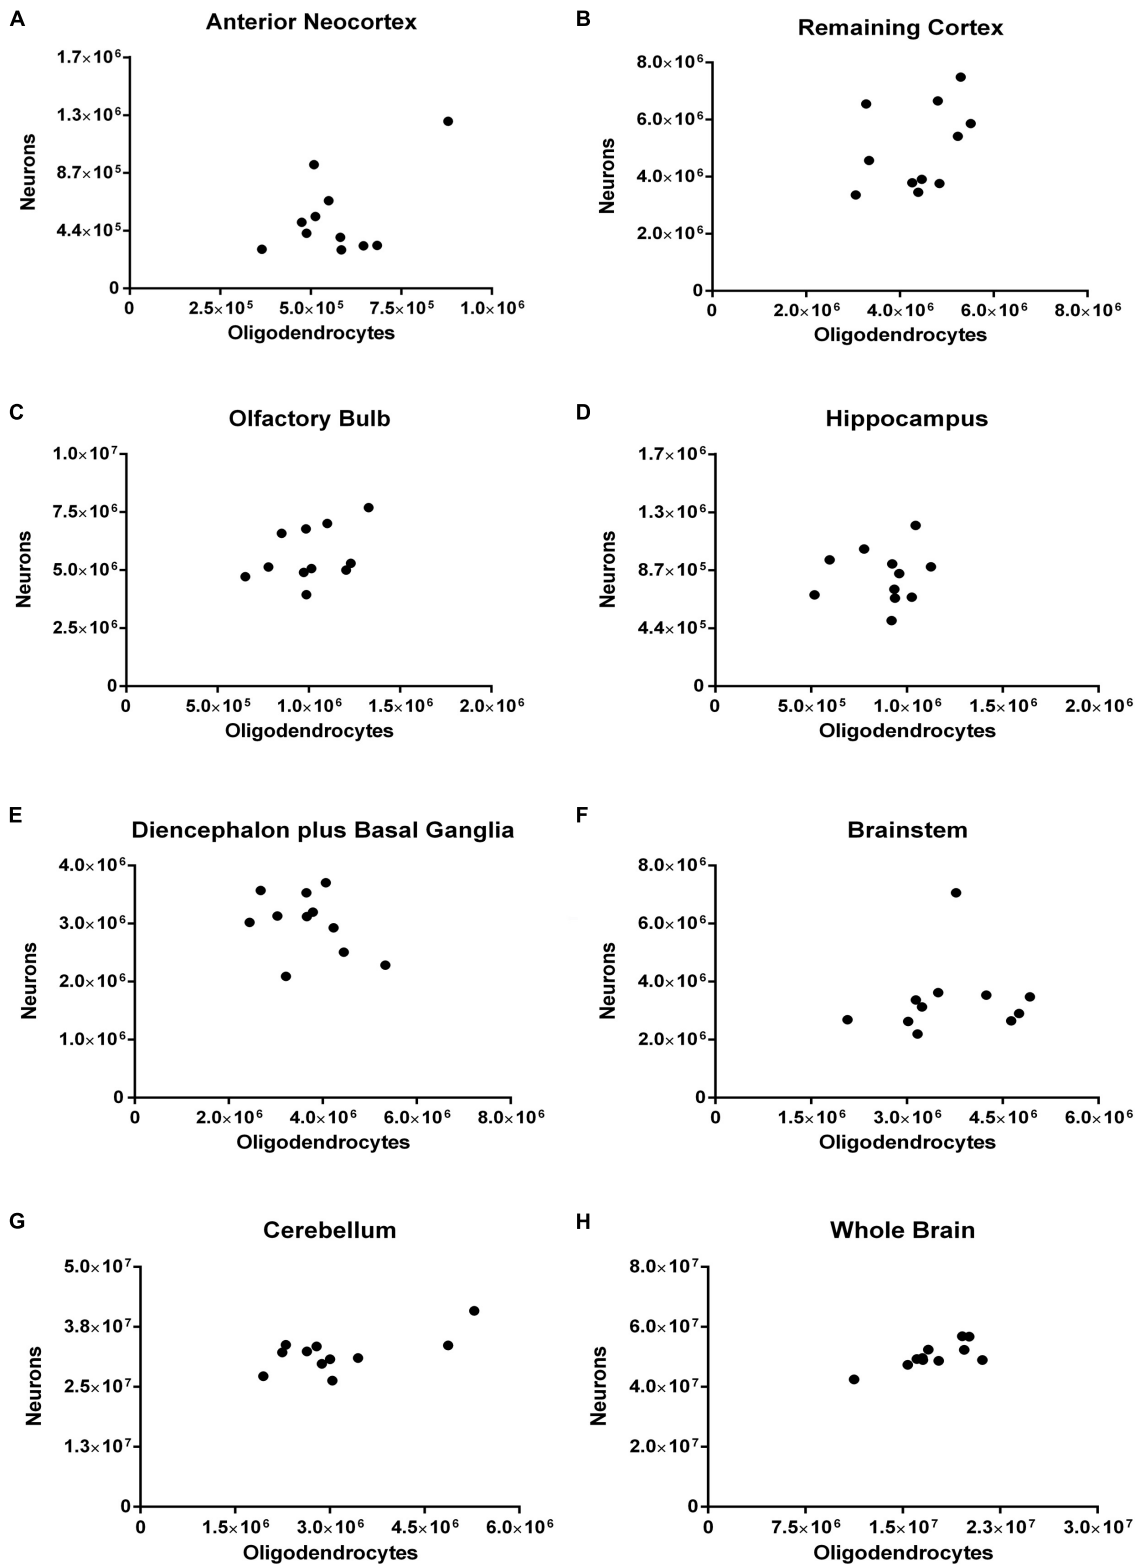 A
Anterior Neocortex
1.7×10⁶
1.3×10⁶
8.7×10⁵
4.4×10⁵
0
Neurons
0 2.5×10⁵ 5.0×10⁵ 7.5×10⁵ 1.0×10⁶
Oligodendrocytes
B
Remaining Cortex
8.0×10⁶
6.0×10⁶
4.0×10⁶
2.0×10⁶
0
Neurons
0 2.0×10⁶ 4.0×10⁶ 6.0×10⁶ 8.0×10⁶
Oligodendrocytes
C
Olfactory Bulb
1.0×10⁷
7.5×10⁶
5.0×10⁶
2.5×10⁶
0
Neurons
0 5.0×10⁵ 1.0×10⁶ 1.5×10⁶ 2.0×10⁶
Oligodendrocytes
D
Hippocampus
1.7×10⁶
1.3×10⁶
8.7×10⁵
4.4×10⁵
0
Neurons
0 5.0×10⁵ 1.0×10⁶ 1.5×10⁶ 2.0×10⁶
Oligodendrocytes
E
Diencephalon plus Basal Ganglia
4.0×10⁶
3.0×10⁶
2.0×10⁶
1.0×10⁶
0
Neurons
0 2.0×10⁶ 4.0×10⁶ 6.0×10⁶ 8.0×10⁶
Oligodendrocytes
F
Brainstem
8.0×10⁶
6.0×10⁶
4.0×10⁶
2.0×10⁶
0
Neurons
0 1.5×10⁶ 3.0×10⁶ 4.5×10⁶ 6.0×10⁶
Oligodendrocytes
G
Cerebellum
5.0×10⁷
3.8×10⁷
2.5×10⁷
1.3×10⁷
0
Neurons
0 1.5×10⁶ 3.0×10⁶ 4.5×10⁶ 6.0×10⁶
Oligodendrocytes
H
Whole Brain
8.0×10⁷
6.0×10⁷
4.0×10⁷
2.0×10⁷
0
Neurons
0 7.5×10⁶ 1.5×10⁷ 2.3×10⁷ 3.0×10⁷
Oligodendrocytes